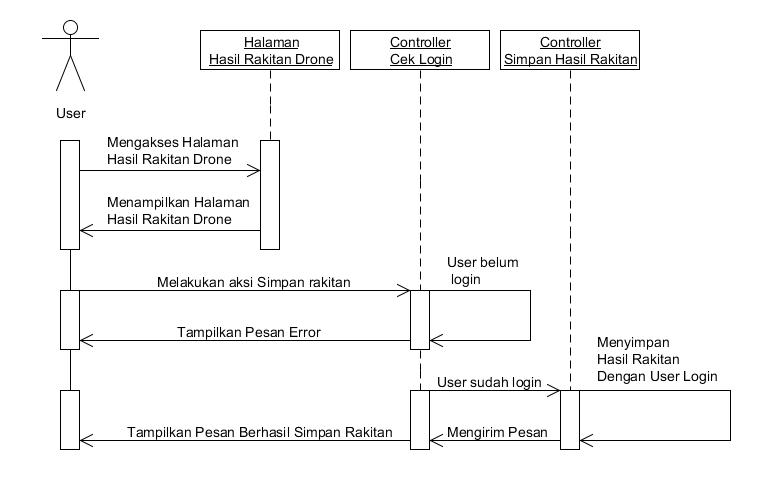 Halaman
Hasil Rakitan Drone
Controller
Cek Login
Controller
Simpan Hasil Rakitan
User
Mengakses Halaman
Hasil Rakitan Drone
Menampilkan Halaman
Hasil Rakitan Drone
User belum
login
Melakukan aksi Simpan rakitan
Tampilkan Pesan Error
Menyimpan
Hasil Rakitan
Dengan User Login
User sudah login
Tampilkan Pesan Berhasil Simpan Rakitan
Mengirim Pesan